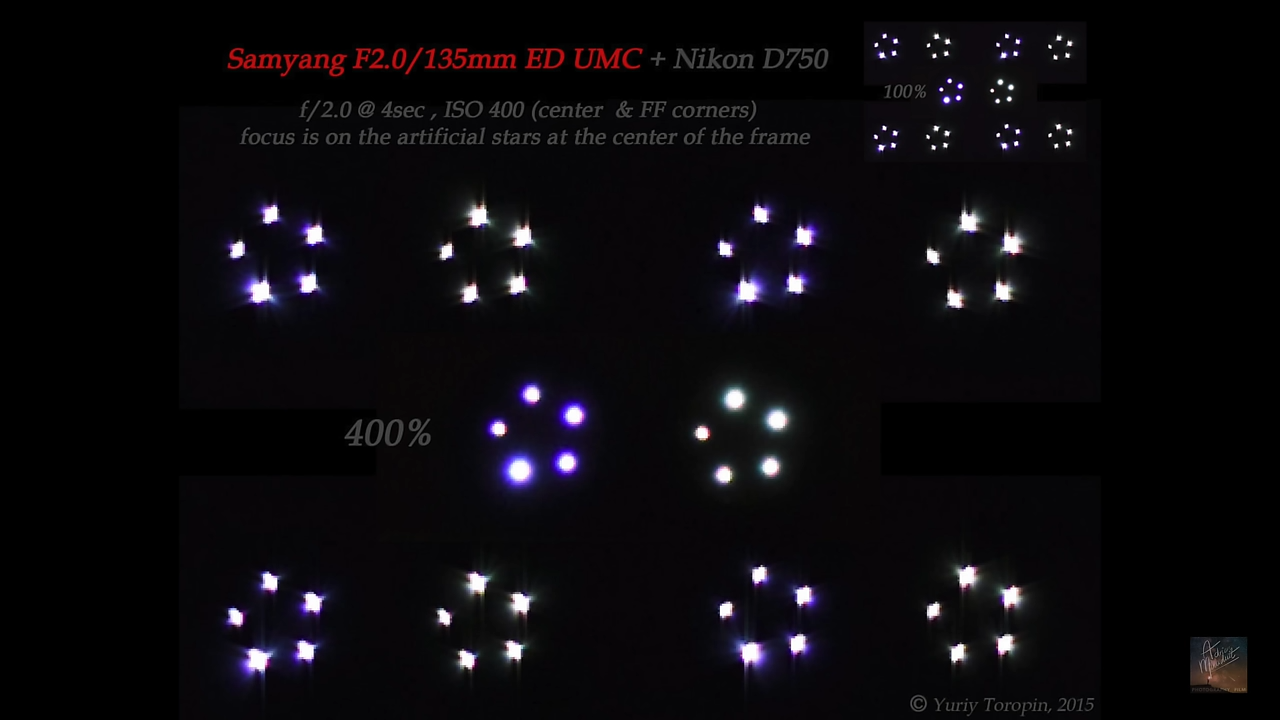 Samyang F2.0/135mm ED UMC + Nikon D750
f/2.0 @ 4sec , ISO 400 (center & FF corners)
focus is on the artificial stars at the center of the frame
100%
400%
© Yuriy Toropin, 2015